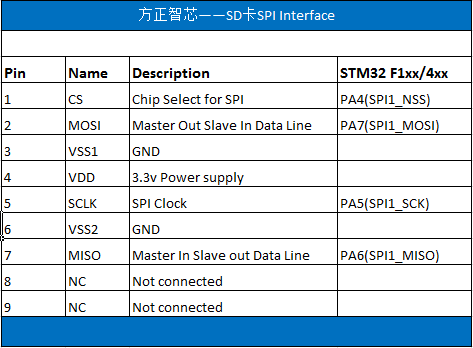 方正智芯——SD卡SPI Interface
Pin Name Description STM32 F1xx/4xx
1 CS Chip Select for SPI PA4(SPI1_NSS)
2 MOSI Master Out Slave In Data Line PA7(SPI1_MOSI)
3 VSS1 GND
4 VDD 3.3v Power supply
5 SCLK SPI Clock PA5(SPI1_SCK)
6 VSS2 GND
7 MISO Master In Slave out Data Line PA6(SPI1_MISO)
8 NC Not connected
9 NC Not connected